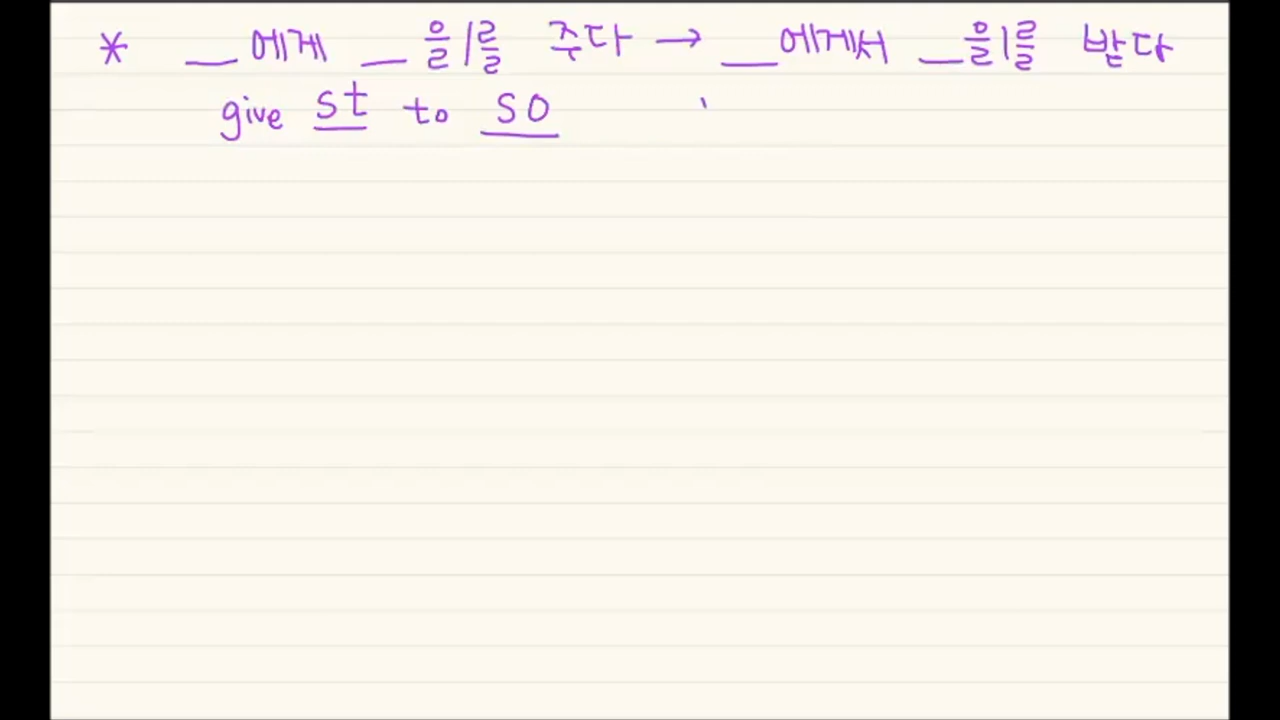 * __에게 __을/를 주다 → __에게서 __을/를 받다
give st to so